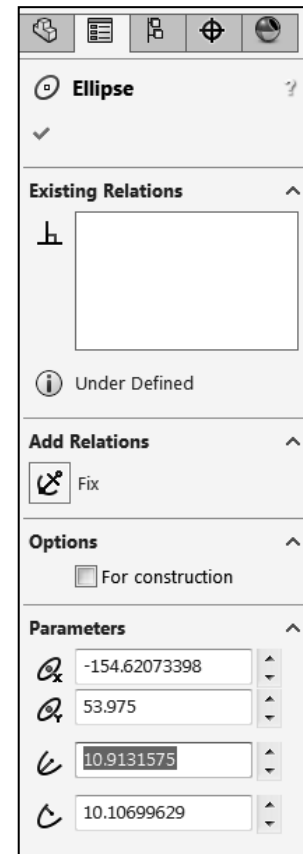 Ellipse
?
Existing Relations
Under Defined
Add Relations
Fix
Options
For construction
Parameters
-154.62073398
53.975
10.9131575
10.10699629